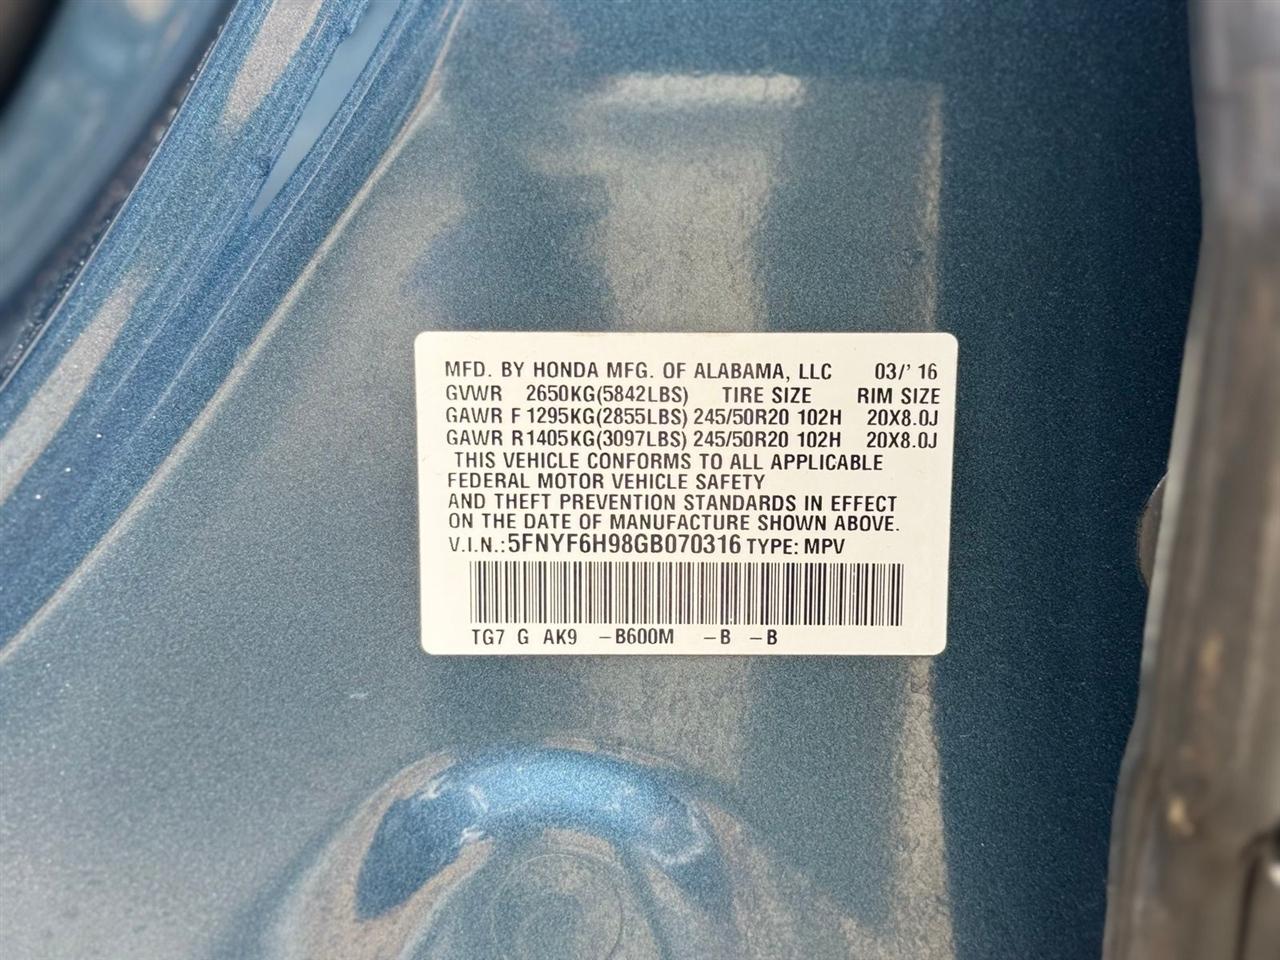 MFD. BY HONDA MFG. OF ALABAMA, LLC 03/' 16
GVWR 2650KG(5842LBS) TIRE SIZE RIM SIZE
GAWR F 1295KG(2855LBS) 245/50R20 102H 20X8.0J
GAWR R1405KG(3097LBS) 245/50R20 102H 20X8.0J
THIS VEHICLE CONFORMS TO ALL APPLICABLE
FEDERAL MOTOR VEHICLE SAFETY
AND THEFT PREVENTION STANDARDS IN EFFECT
ON THE DATE OF MANUFACTURE SHOWN ABOVE.
V.I.N.:5FNYF6H98GB070316 TYPE: MPV
TG7 G AK9 –B600M –B –B